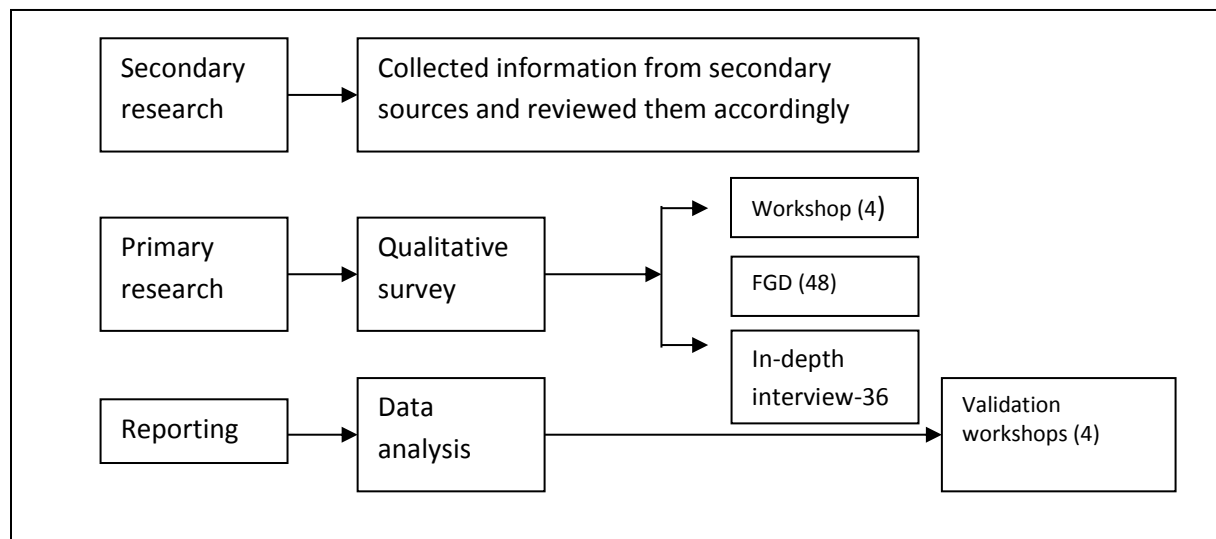 Secondary
research
Collected information from secondary
sources and reviewed them accordingly
Primary
research
Qualitative
survey
Workshop (4)
FGD (48)
In-depth
interview-36
Reporting
Data
analysis
Validation
workshops (4)